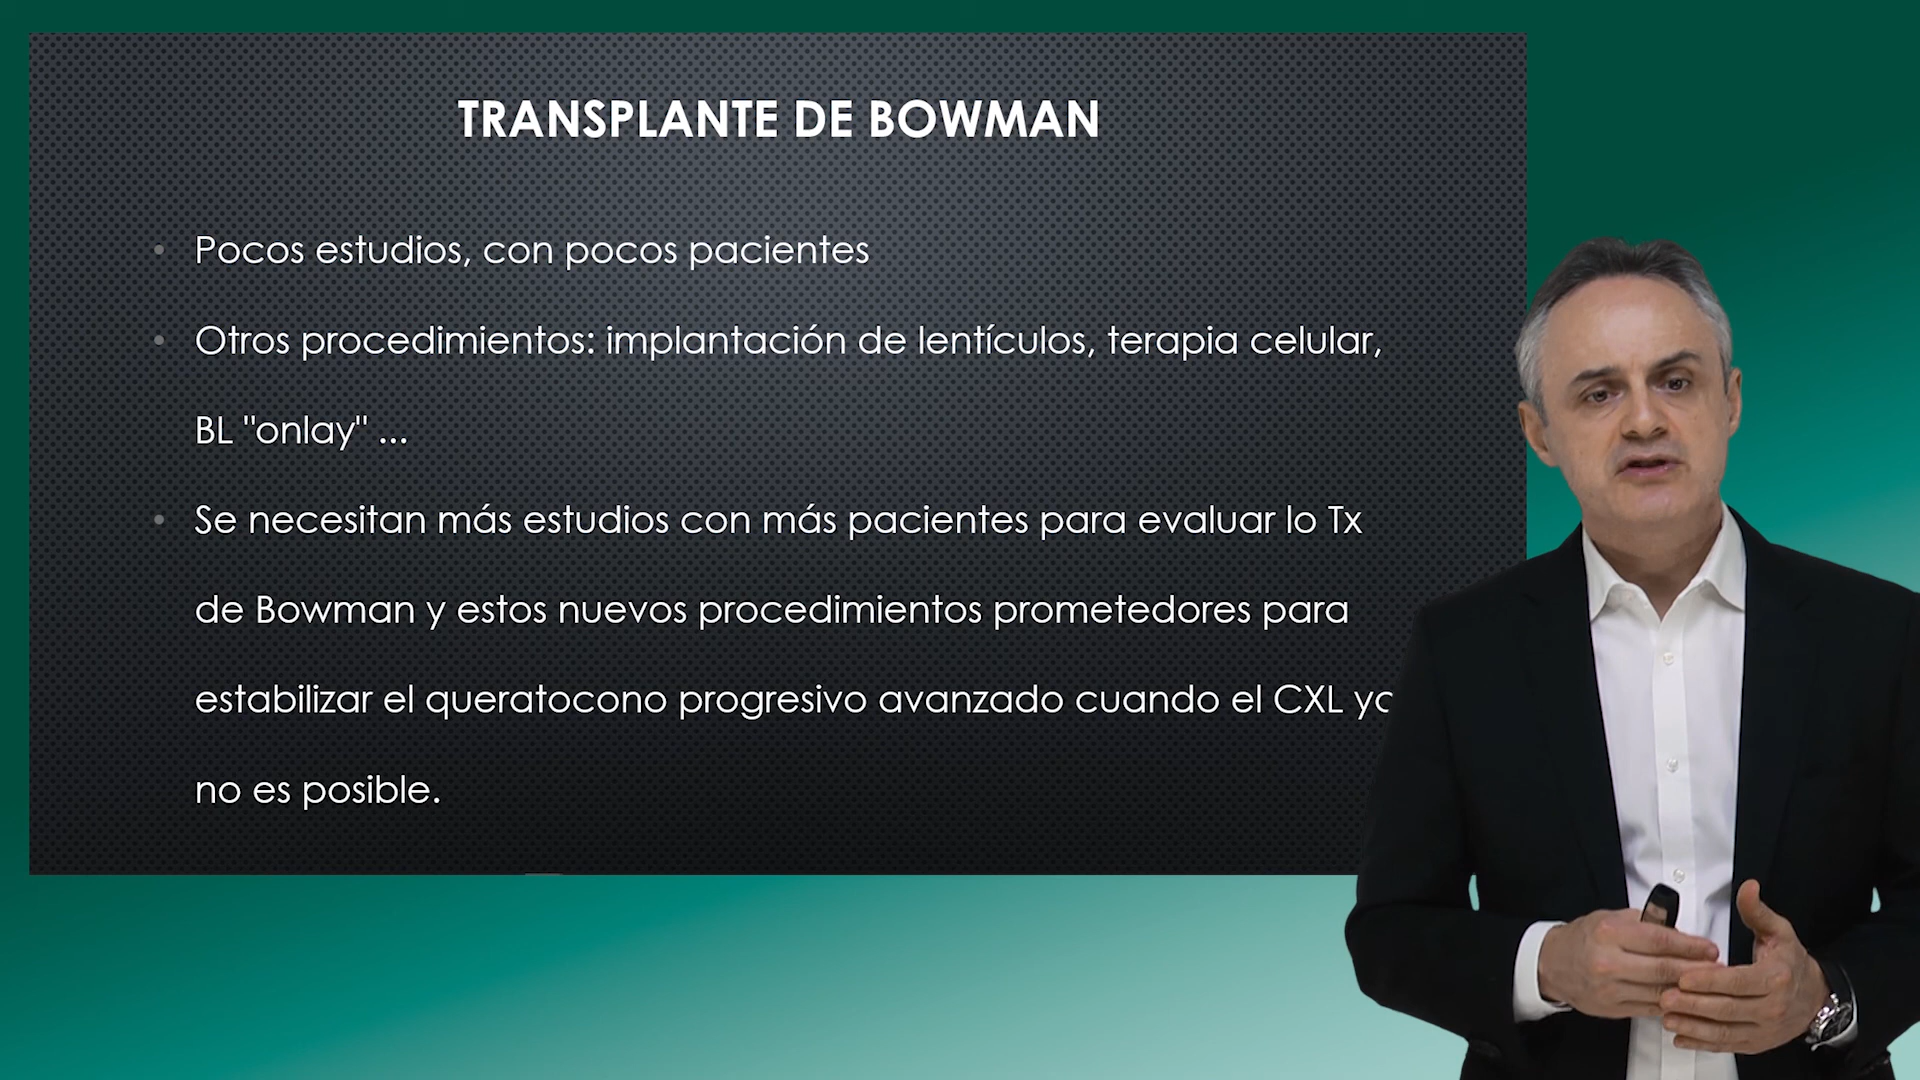 TRANSPLANTE DE BOWMAN
• Pocos estudios, con pocos pacientes
• Otros procedimientos: implantación de lentículos, terapia celular,
BL "onlay" ...
• Se necesitan más estudios con más pacientes para evaluar lo Tx
de Bowman y estos nuevos procedimientos prometedores para
estabilizar el queratocono progresivo avanzado cuando el CXL ya
no es posible.